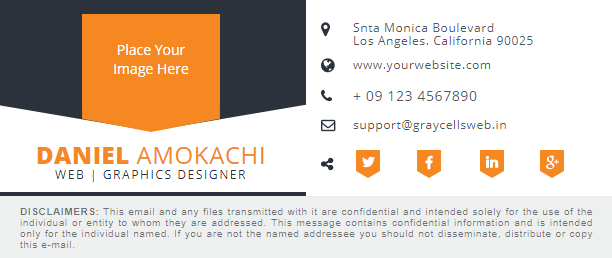 Place Your
Image Here
DANIEL AMOKACHI
WEB | GRAPHICS DESIGNER
Snta Monica Boulevard
Los Angeles. California 90025
www.yourwebsite.com
+ 09 123 4567890
support@graycellsweb.in
f
in
g+
DISCLAIMERS: This email and any files transmitted with it are confidential and intended solely for the use of the
individual or entity to whom they are addressed. This message contains confidential information and is intended
only for the individual named. If you are not the named addressee you should not disseminate, distribute or copy
this e-mail.